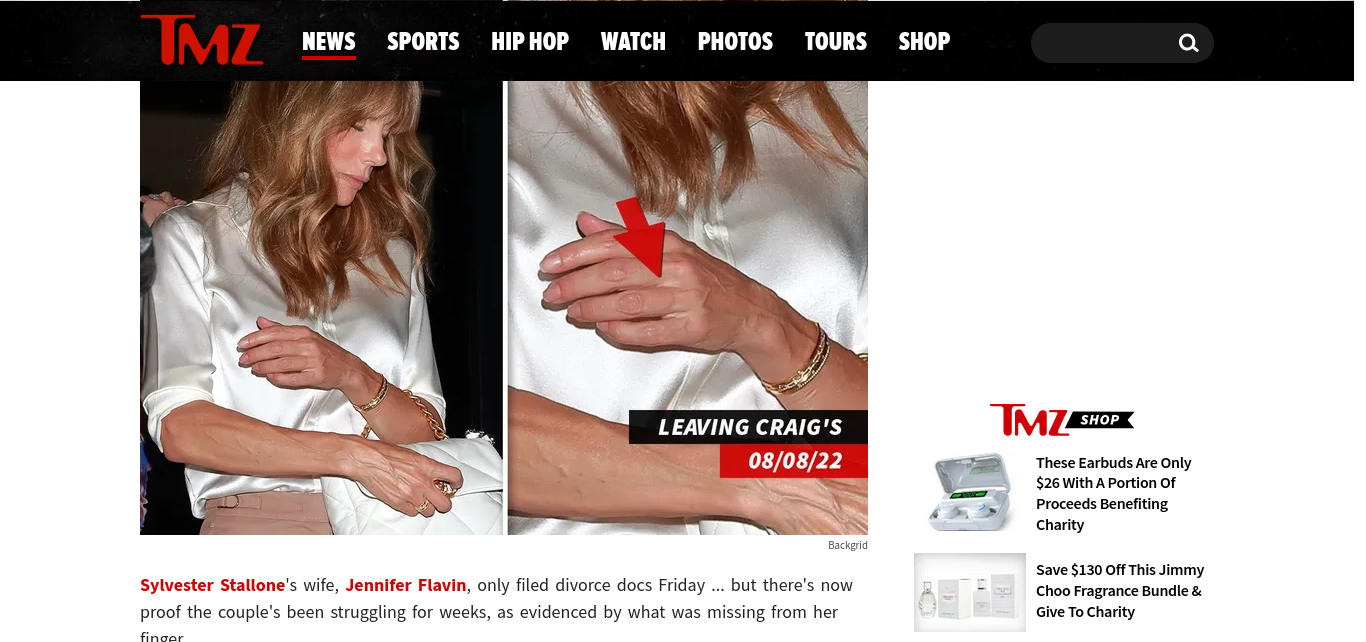 TMZ
NEWS SPORTS HIP HOP WATCH PHOTOS TOURS SHOP
LEAVING CRAIG'S
08/08/22
Backgrid
Sylvester Stallone's wife, Jennifer Flavin, only filed divorce docs Friday ... but there's now
proof the couple's been struggling for weeks, as evidenced by what was missing from her
finger
TMZ SHOP
These Earbuds Are Only
$26 With A Portion Of
Proceeds Benefiting
Charity
Save $130 Off This Jimmy
Choo Fragrance Bundle &
Give To Charity